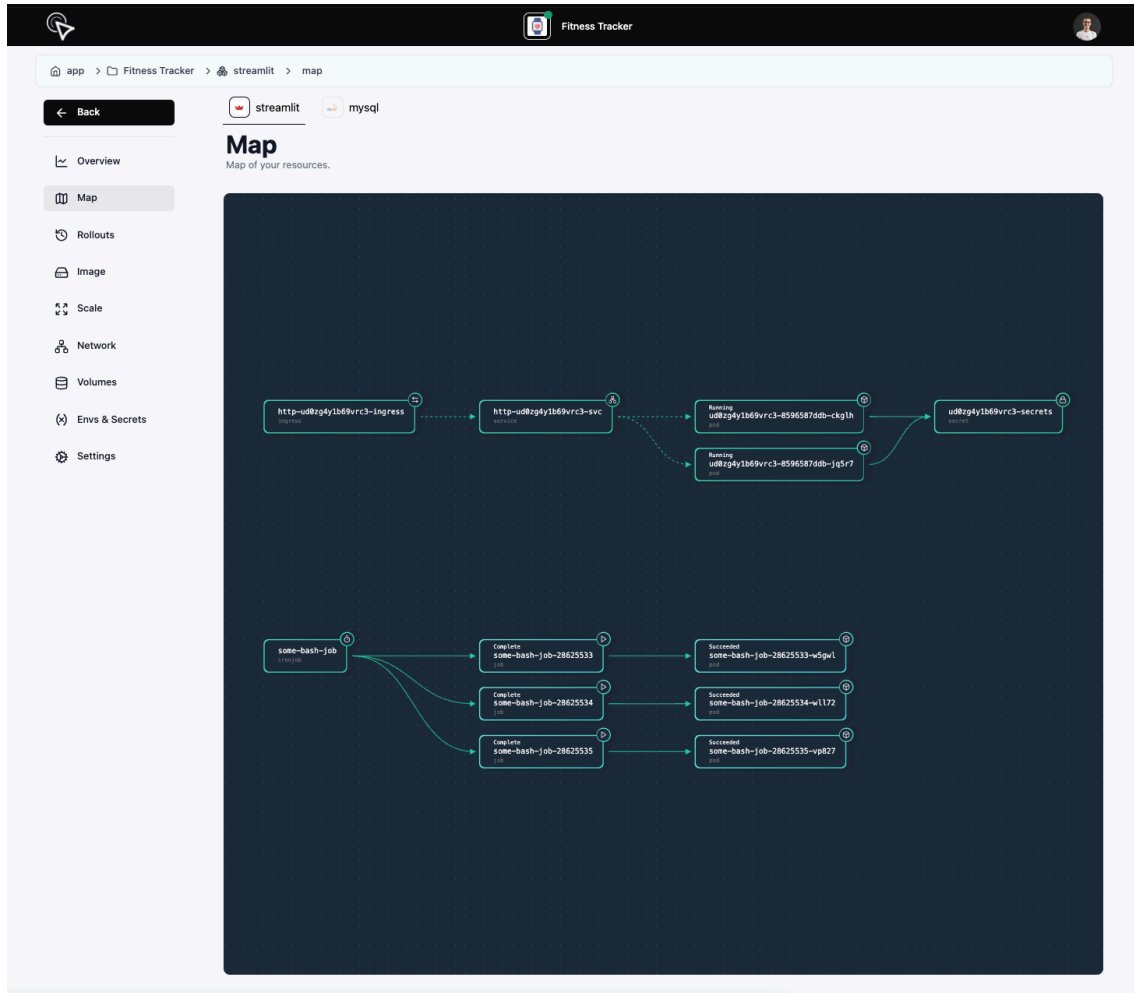 Fitness Tracker
app > Fitness Tracker > streamlit > map
Back
Overview
Map
Rollouts
Image
Scale
Network
Volumes
Envs & Secrets
Settings
streamlit
mysql
Map
Map of your resources.
http-ud0zg4y1b69vrc3-ingress
ingress
http-ud0zg4y1b69vrc3-svc
service
Running
ud0zg4y1b69vrc3-8596587ddb-ckglh
pod
Running
ud0zg4y1b69vrc3-8596587ddb-jq5r7
pod
ud0zg4y1b69vrc3-secrets
secret
some-bash-job
cronjob
Complete
some-bash-job-28625533
job
Succeeded
some-bash-job-28625533-w5gwl
pod
Complete
some-bash-job-28625534
job
Succeeded
some-bash-job-28625534-wll72
pod
Complete
some-bash-job-28625535
job
Succeeded
some-bash-job-28625535-vp827
pod